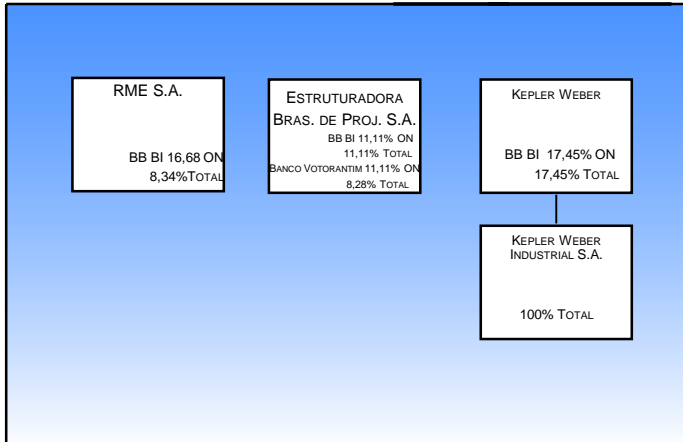 RME S.A.
BB BI 16,68 ON
8,34%TOTAL
ESTRUTURADORA
BRAS. DE PROJ. S.A.
BB BI 11,11% ON
11,11% TOTAL
BANCO VOTORANTIM 11,11% ON
8,28% TOTAL
KEPLER WEBER
BB BI 17,45% ON
17,45% TOTAL
KEPLER WEBER
INDUSTRIAL S.A.
100% TOTAL